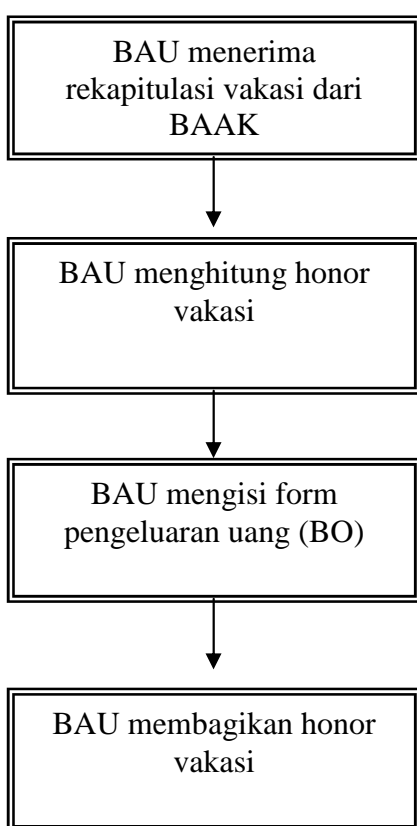 BAU menerima
rekapitulasi vakasi dari
BAAK
BAU menghitung honor
vakasi
BAU mengisi form
pengeluaran uang (BO)
BAU membagikan honor
vakasi